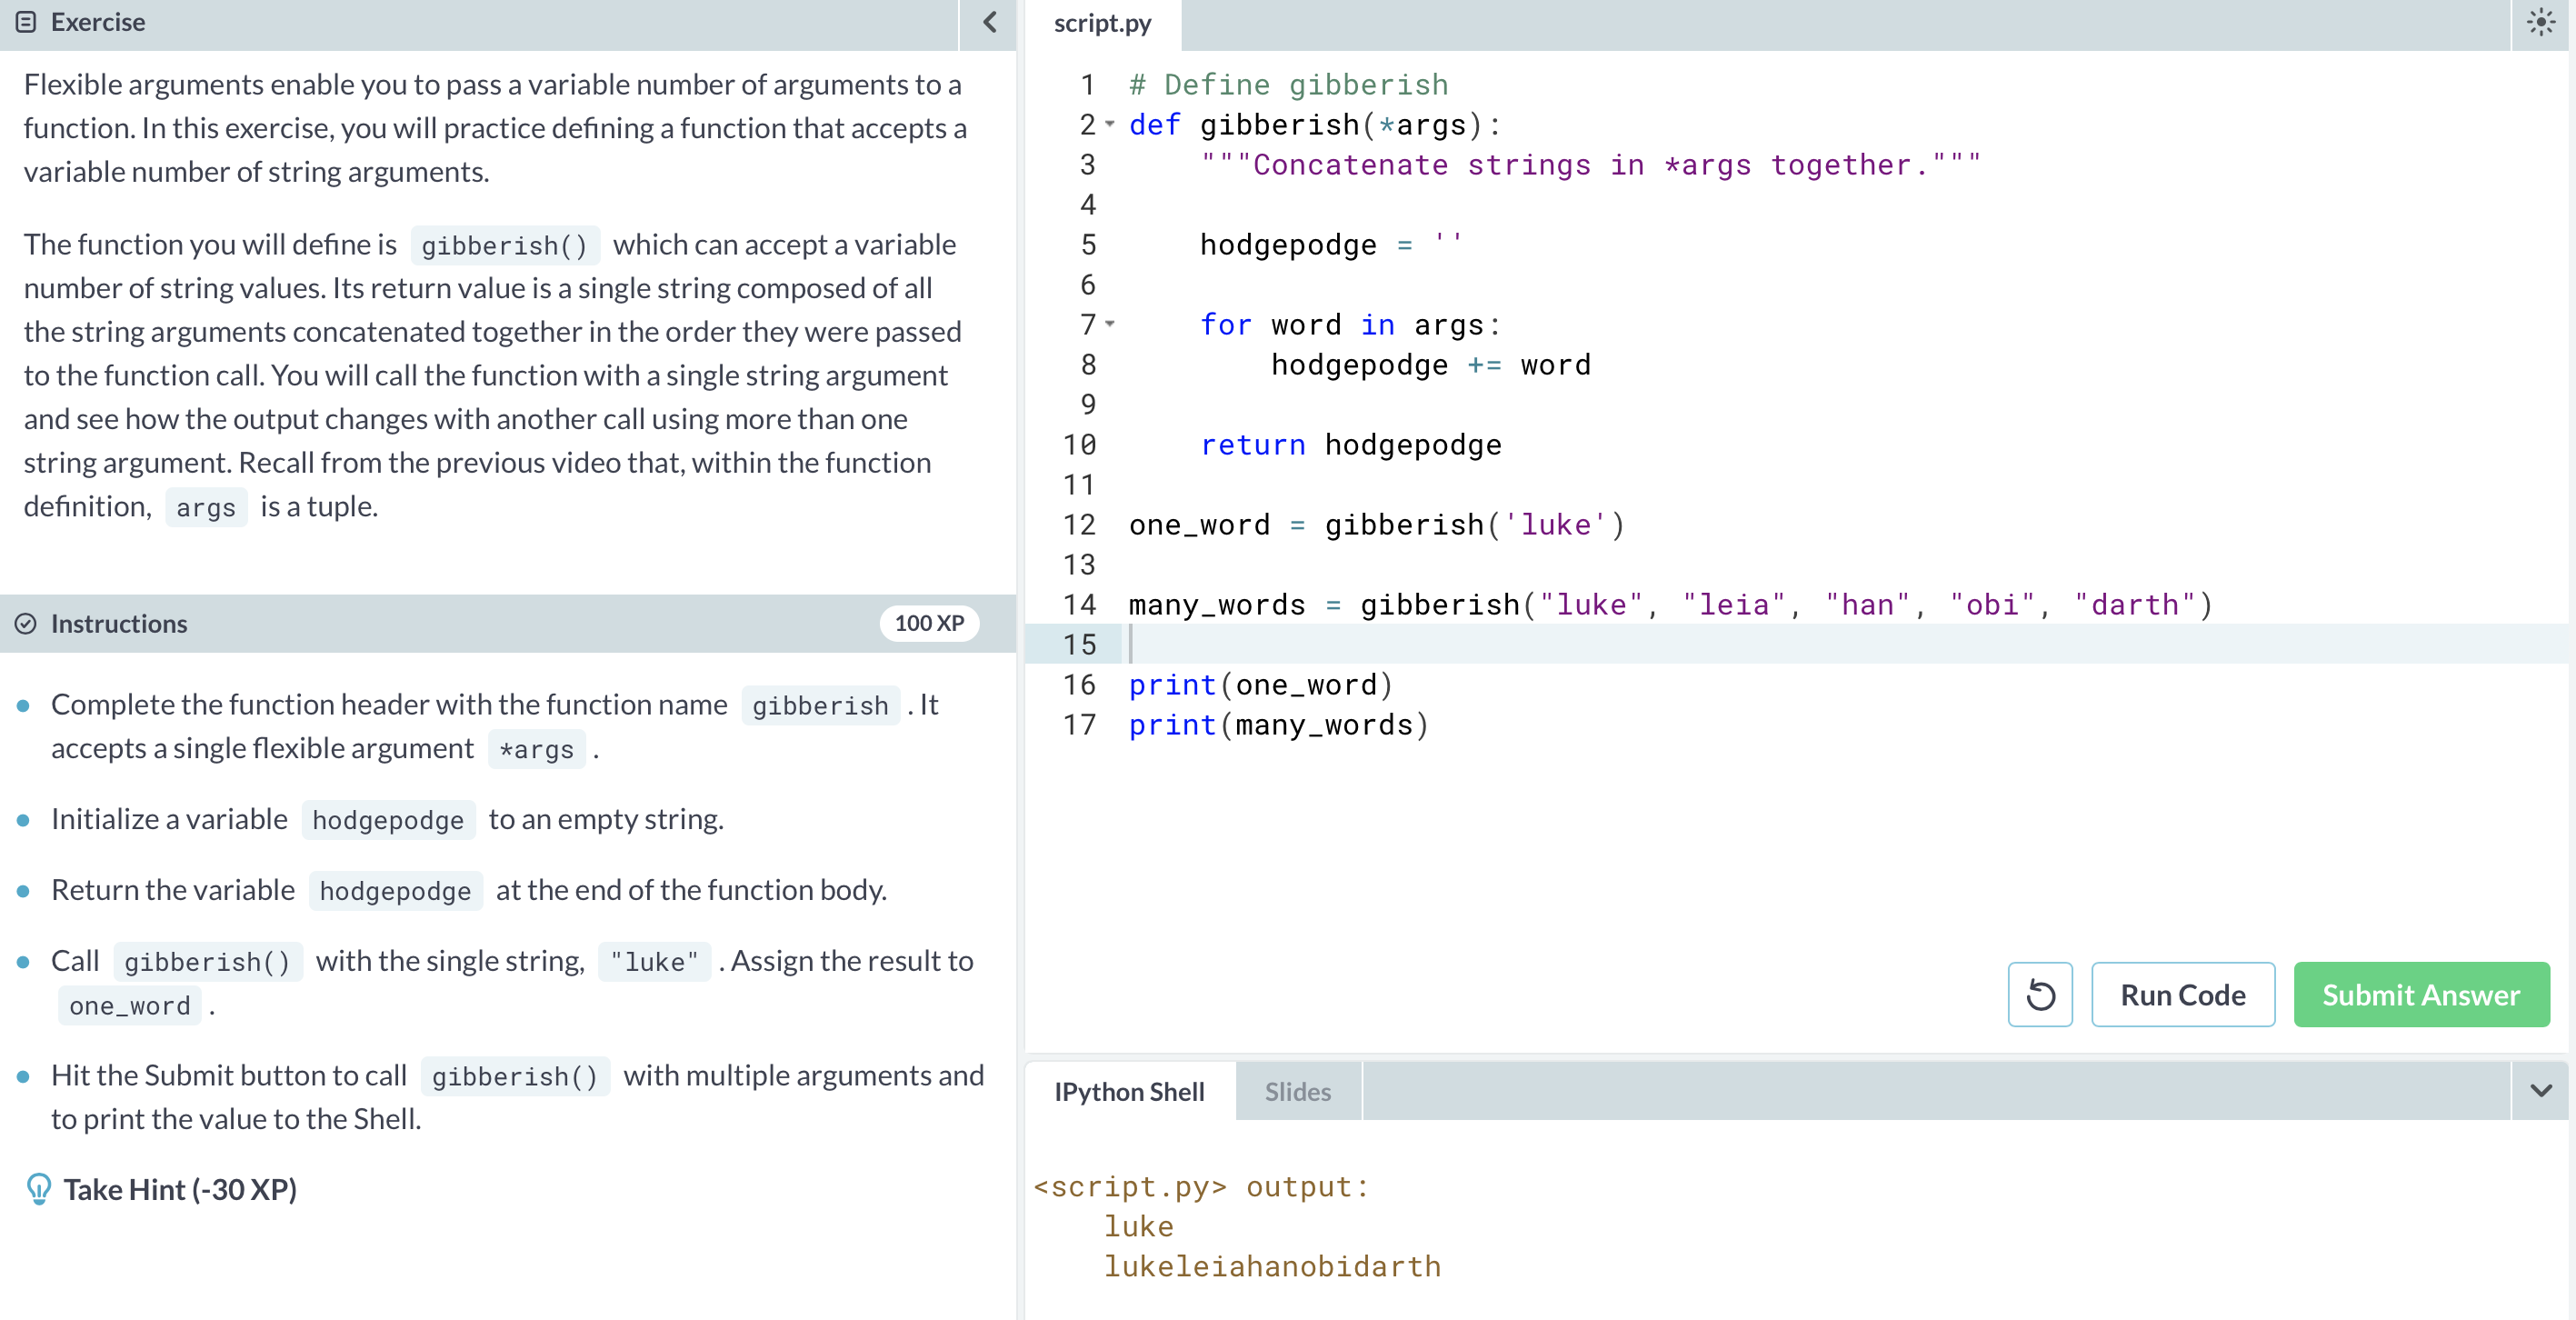 Exercise
Flexible arguments enable you to pass a variable number of arguments to a
function. In this exercise, you will practice defining a function that accepts a
variable number of string arguments.
The function you will define is gibberish() which can accept a variable
number of string values. Its return value is a single string composed of all
the string arguments concatenated together in the order they were passed
to the function call. You will call the function with a single string argument
and see how the output changes with another call using more than one
string argument. Recall from the previous video that, within the function
definition, args is a tuple.
Instructions
100 XP
Complete the function header with the function name gibberish . It
accepts a single flexible argument *args .
Initialize a variable hodgepodge to an empty string.
Return the variable hodgepodge at the end of the function body.
Call gibberish() with the single string, "luke" . Assign the result to
one_word .
Hit the Submit button to call gibberish() with multiple arguments and
to print the value to the Shell.
Take Hint (-30 XP)
script.py
1 # Define gibberish
2 def gibberish(*args):
3     """Concatenate strings in *args together."""
4
5     hodgepodge = ''
6
7     for word in args:
8         hodgepodge += word
9
10     return hodgepodge
11
12 one_word = gibberish('luke')
13
14 many_words = gibberish("luke", "leia", "han", "obi", "darth")
15
16 print(one_word)
17 print(many_words)
Run Code
Submit Answer
IPython Shell
Slides
<script.py> output:
    luke
    lukeleiahanobidarth